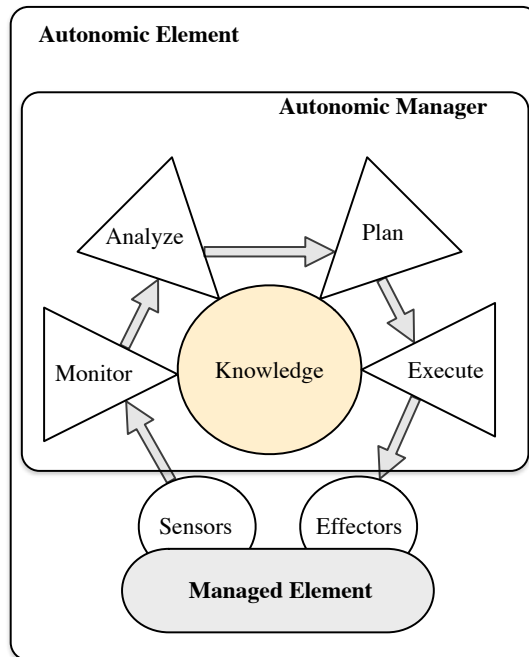 Autonomic Element
Autonomic Manager
Analyze
Plan
Monitor
Knowledge
Execute
Sensors
Effectors
Managed Element